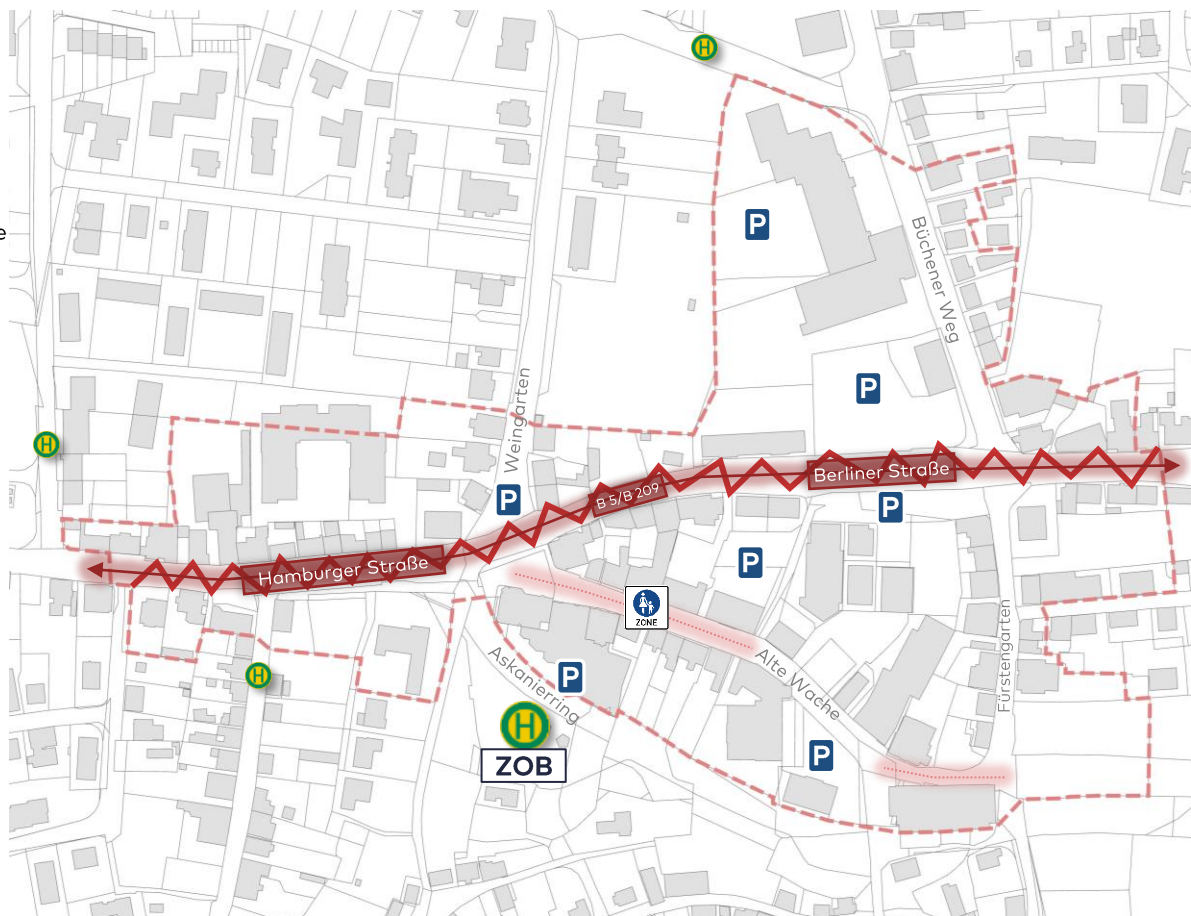 H
e
P
Büchener Weg
P
Weingarten
H
P
B 5/B 209
Berliner Straße
P
Hamburger Straße
P
ZONE
Fürstengarten
Alte Wache
Askanierring
P
H
H
ZOB
P